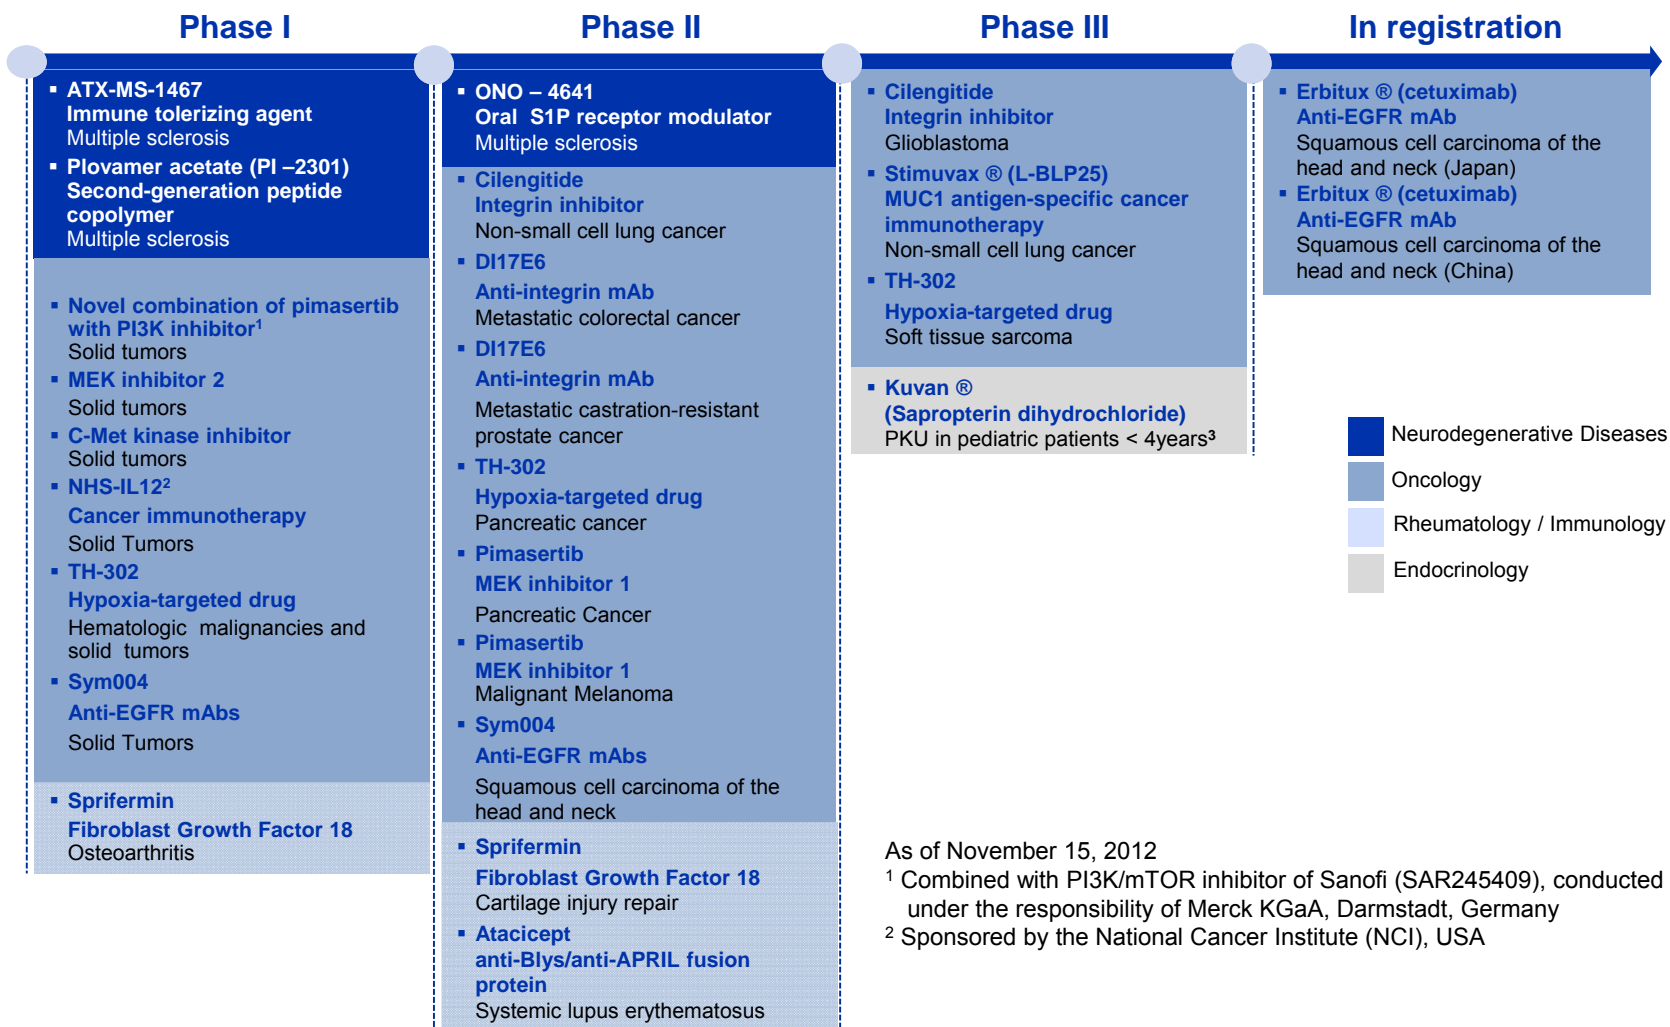 Phase I
Phase II
Phase III
In registration
▪ ATX-MS-1467
Immune tolerizing agent
Multiple sclerosis
▪ Plovamer acetate (PI –2301)
Second-generation peptide
copolymer
Multiple sclerosis
▪ Novel combination of pimasertib
with PI3K inhibitor¹
Solid tumors
▪ MEK inhibitor 2
Solid tumors
▪ C-Met kinase inhibitor
Solid tumors
▪ NHS-IL12²
Cancer immunotherapy
Solid Tumors
▪ TH-302
Hypoxia-targeted drug
Hematologic malignancies and
solid tumors
▪ Sym004
Anti-EGFR mAbs
Solid Tumors
▪ Sprifermin
Fibroblast Growth Factor 18
Osteoarthritis
▪ ONO – 4641
Oral S1P receptor modulator
Multiple sclerosis
▪ Cilengitide
Integrin inhibitor
Non-small cell lung cancer
▪ DI17E6
Anti-integrin mAb
Metastatic colorectal cancer
▪ DI17E6
Anti-integrin mAb
Metastatic castration-resistant
prostate cancer
▪ TH-302
Hypoxia-targeted drug
Pancreatic cancer
▪ Pimasertib
MEK inhibitor 1
Pancreatic Cancer
▪ Pimasertib
MEK inhibitor 1
Malignant Melanoma
▪ Sym004
Anti-EGFR mAbs
Squamous cell carcinoma of the
head and neck
▪ Sprifermin
Fibroblast Growth Factor 18
Cartilage injury repair
▪ Atacicept
anti-Blys/anti-APRIL fusion
protein
Systemic lupus erythematosus
▪ Cilengitide
Integrin inhibitor
Glioblastoma
▪ Stimuvax ® (L-BLP25)
MUC1 antigen-specific cancer
immunotherapy
Non-small cell lung cancer
▪ TH-302
Hypoxia-targeted drug
Soft tissue sarcoma
▪ Kuvan ®
(Sapropterin dihydrochloride)
PKU in pediatric patients < 4years³
▪ Erbitux ® (cetuximab)
Anti-EGFR mAb
Squamous cell carcinoma of the
head and neck (Japan)
▪ Erbitux ® (cetuximab)
Anti-EGFR mAb
Squamous cell carcinoma of the
head and neck (China)
Neurodegenerative Diseases
Oncology
Rheumatology / Immunology
Endocrinology
As of November 15, 2012
¹ Combined with PI3K/mTOR inhibitor of Sanofi (SAR245409), conducted
under the responsibility of Merck KGaA, Darmstadt, Germany
² Sponsored by the National Cancer Institute (NCI), USA